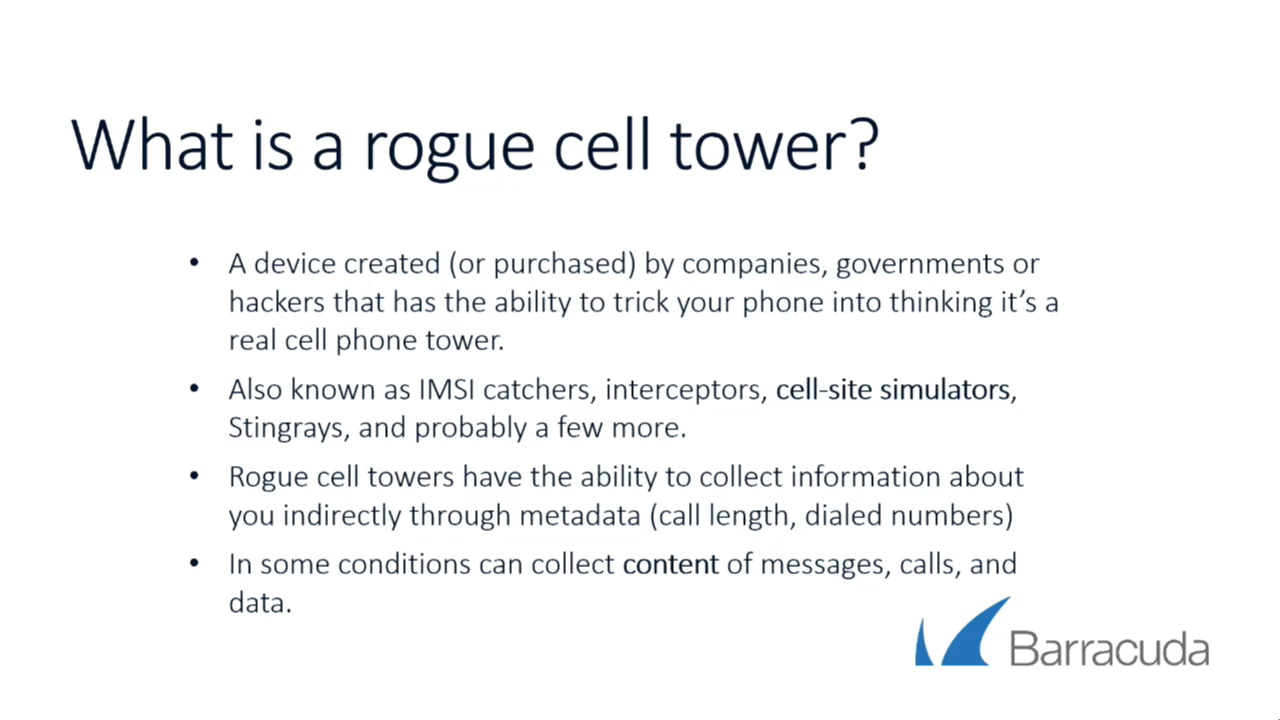 What is a rogue cell tower?
• A device created (or purchased) by companies, governments or
hackers that has the ability to trick your phone into thinking it’s a
real cell phone tower.
• Also known as IMSI catchers, interceptors, cell-site simulators,
Stingrays, and probably a few more.
• Rogue cell towers have the ability to collect information about
you indirectly through metadata (call length, dialed numbers)
• In some conditions can collect content of messages, calls, and
data.
Barracuda